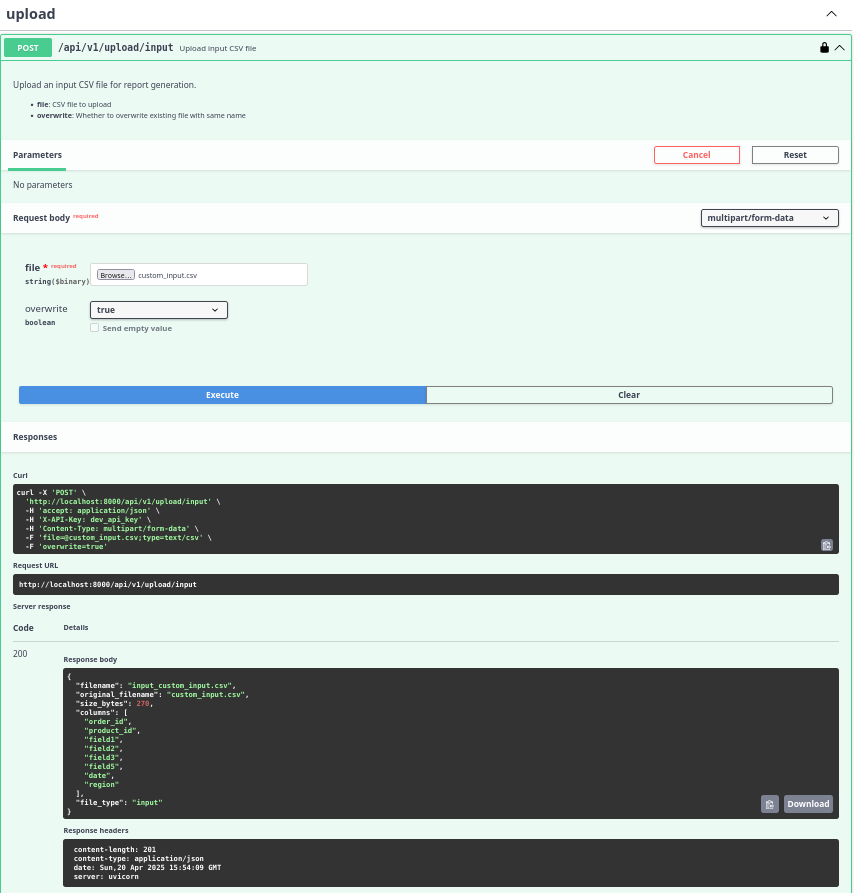 upload
POST /api/v1/upload/input Upload input CSV file
Upload an input CSV file for report generation.
• file: CSV file to upload
• overwrite: Whether to overwrite existing file with same name
Parameters
Cancel
Reset
No parameters
Request body required
multipart/form-data
file * required
string($binary)
Browse... custom_input.csv
overwrite
boolean
true
Send empty value
Execute
Clear
Responses
Curl
curl -X 'POST' \
'http://localhost:8000/api/v1/upload/input' \
-H 'accept: application/json' \
-H 'X-API-Key: dev_api_key' \
-H 'Content-Type: multipart/form-data' \
-F 'file=@custom_input.csv;type=text/csv' \
-F 'overwrite=true'
Request URL
http://localhost:8000/api/v1/upload/input
Server response
Code Details
200
Response body
{
"filename": "input_custom_input.csv",
"original_filename": "custom_input.csv",
"size_bytes": 270,
"columns": [
"order_id",
"product_id",
"field1",
"field2",
"field3",
"field5",
"date",
"region"
],
"file_type": "input"
}
Download
Response headers
content-length: 201
content-type: application/json
date: Sun,20 Apr 2025 15:54:09 GMT
server: uvicorn